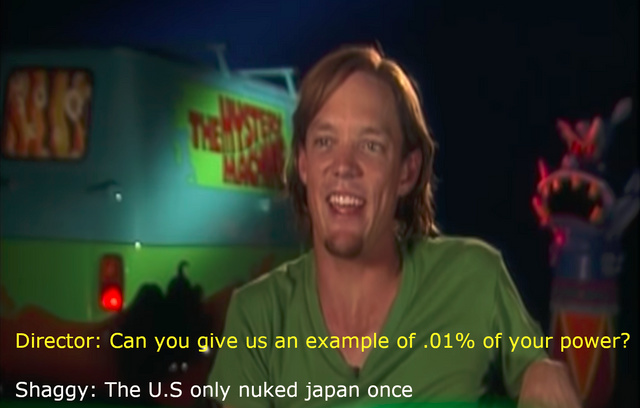 THE MYSTERY
MACHINE
Director: Can you give us an example of .01% of your power?
Shaggy: The U.S only nuked japan once